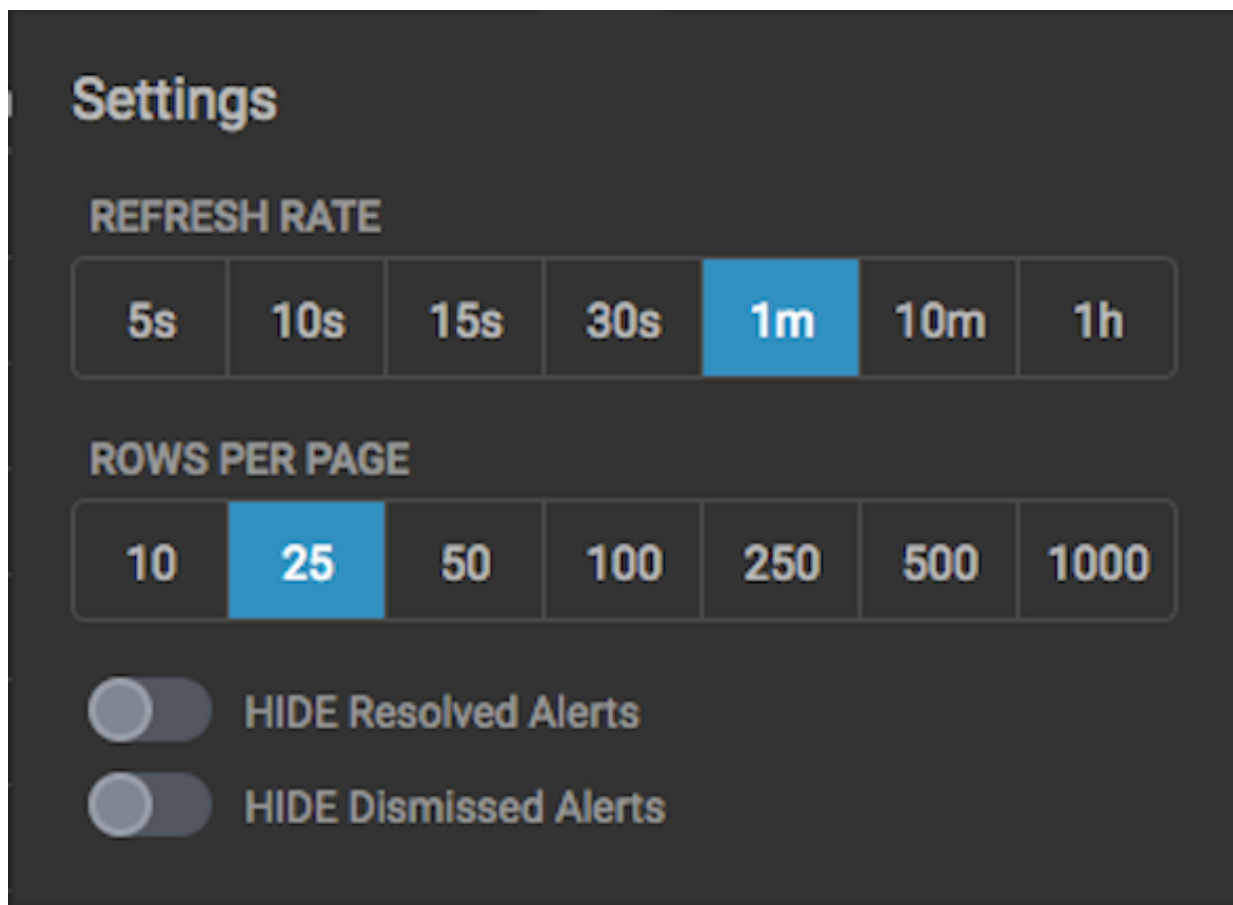 Settings
REFRESH RATE
5s 10s 15s 30s 1m 10m 1h
ROWS PER PAGE
10 25 50 100 250 500 1000
HIDE Resolved Alerts
HIDE Dismissed Alerts